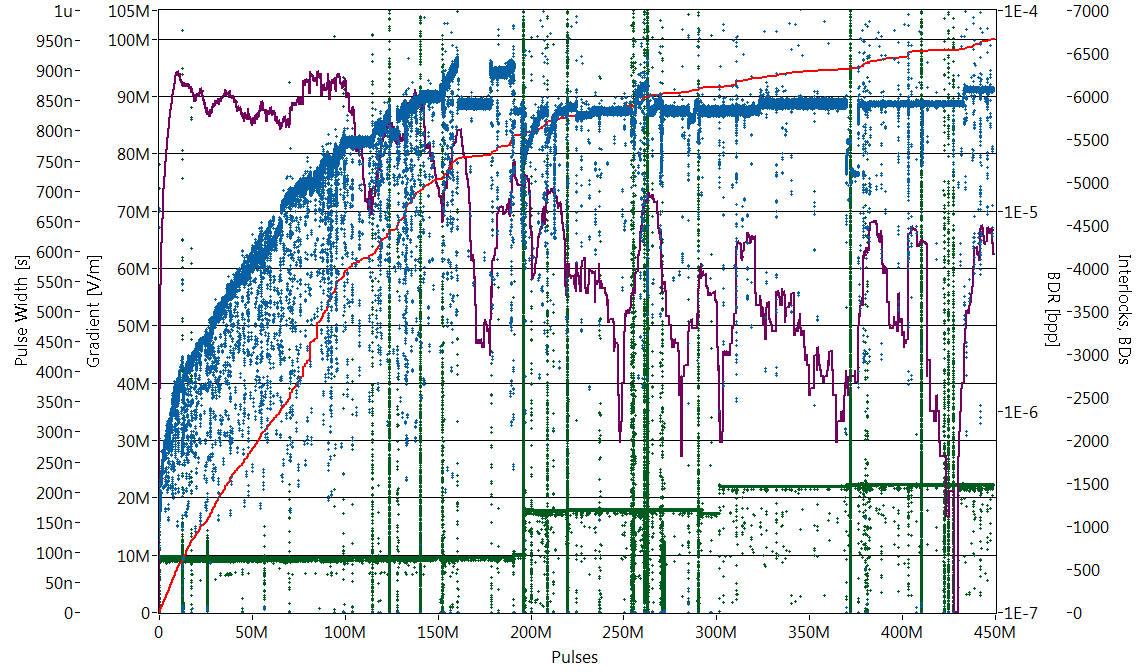 Pulse Width [s]
1u
950n
900n
850n
800n
750n
700n
650n
600n
550n
500n
450n
400n
350n
300n
250n
200n
150n
100n
50n
0
Gradient [V/m]
105M
100M
90M
80M
70M
60M
50M
40M
30M
20M
10M
0
1E-4
1E-5
1E-6
1E-7
BDR [bpp]
7000
6500
6000
5500
5000
4500
4000
3500
3000
2500
2000
1500
1000
500
0
Interlocks, BDs
0 50M 100M 150M 200M 250M 300M 350M 400M 450M
Pulses